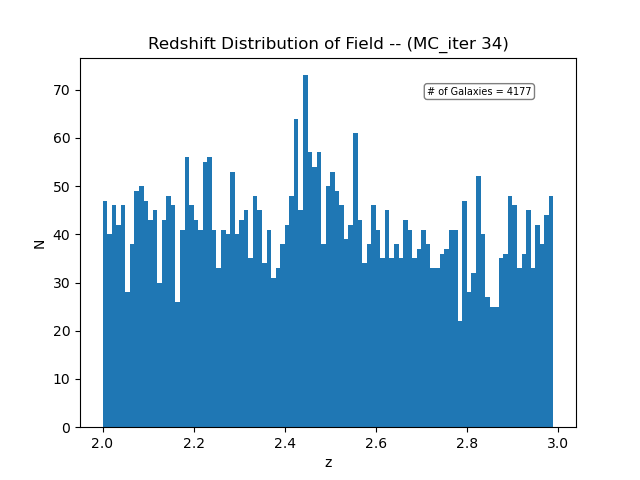 Redshift Distribution of Field -- (MC_iter 34)
# of Galaxies = 4177
70
60
50
40
30
20
10
0
N
2.0 2.2 2.4 2.6 2.8 3.0
z